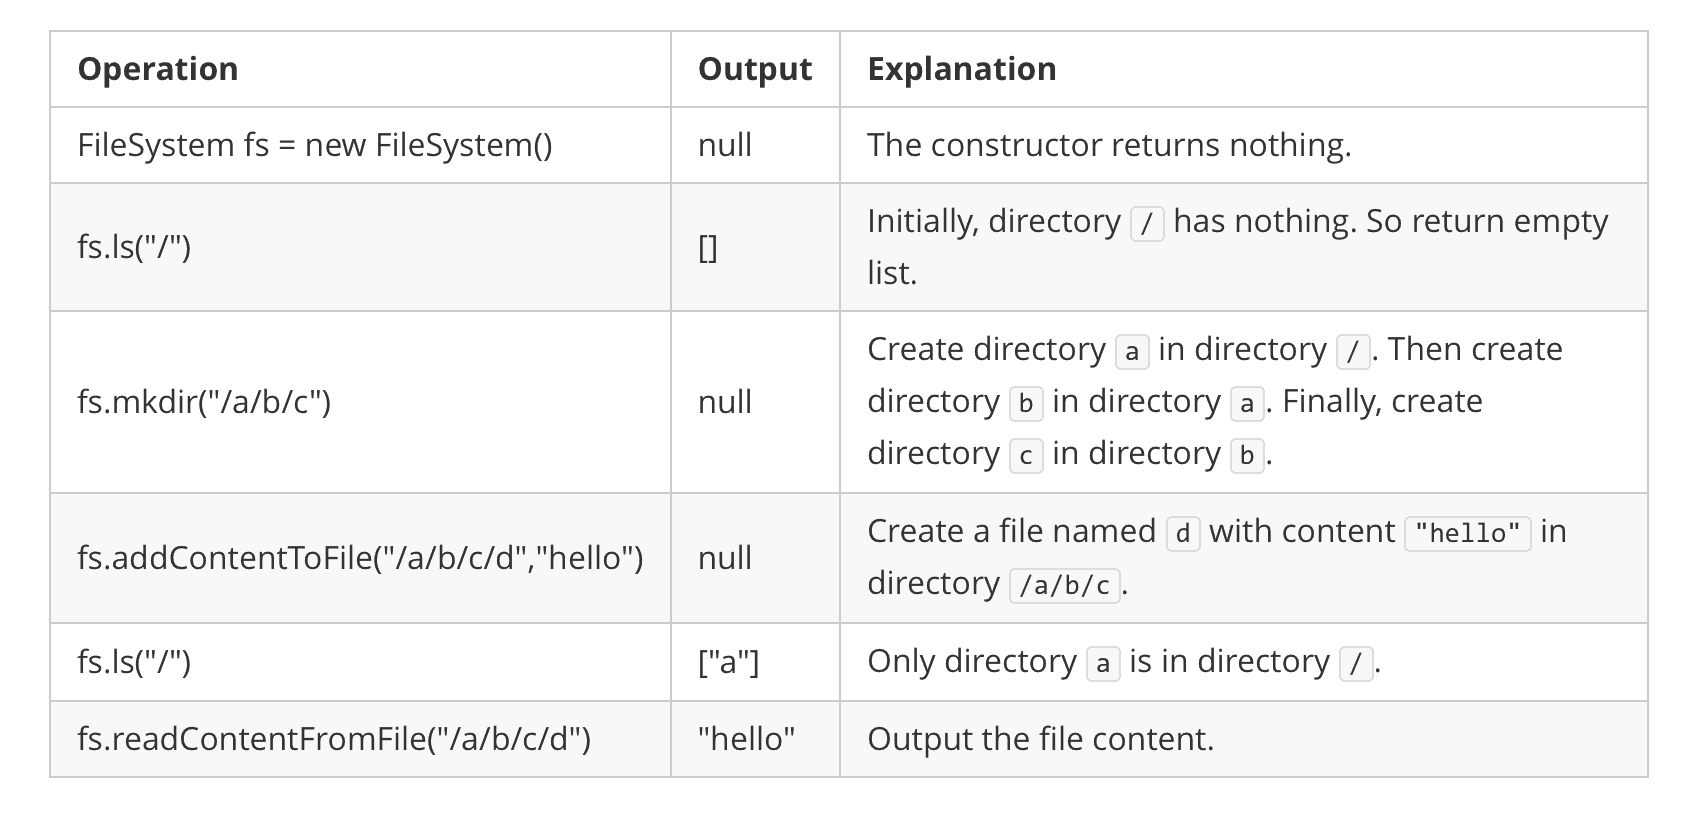 Operation Output Explanation
FileSystem fs = new FileSystem() null The constructor returns nothing.
fs.ls("/") [] Initially, directory / has nothing. So return empty
list.
fs.mkdir("/a/b/c") null Create directory a in directory /. Then create
directory b in directory a. Finally, create
directory c in directory b.
fs.addContentToFile("/a/b/c/d","hello") null Create a file named d with content "hello" in
directory /a/b/c.
fs.ls("/") ["a"] Only directory a is in directory /.
fs.readContentFromFile("/a/b/c/d") "hello" Output the file content.